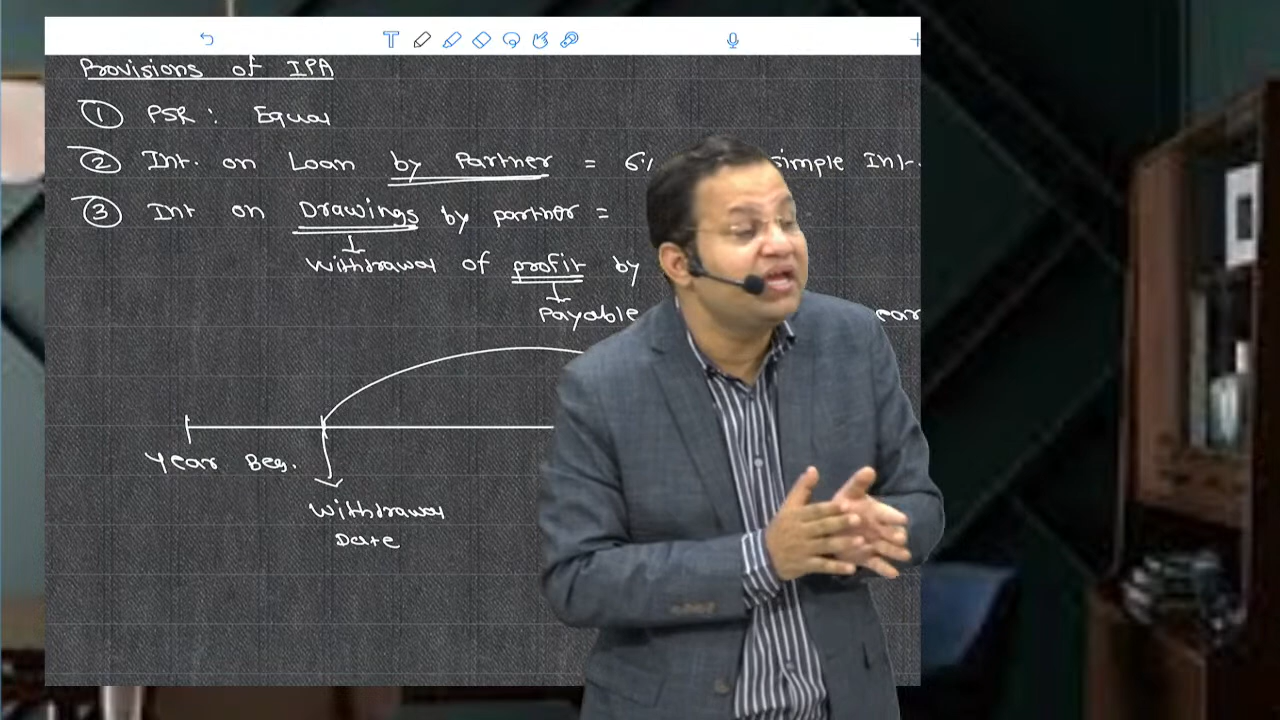 Provisions of IPA
① PSR: Equal
② Int. on Loan by Partner = 6% simple Int.
③ Int on Drawings by partner =
Withdrawal of profit by
Payable
Year Beg.
Withdrawal
Date